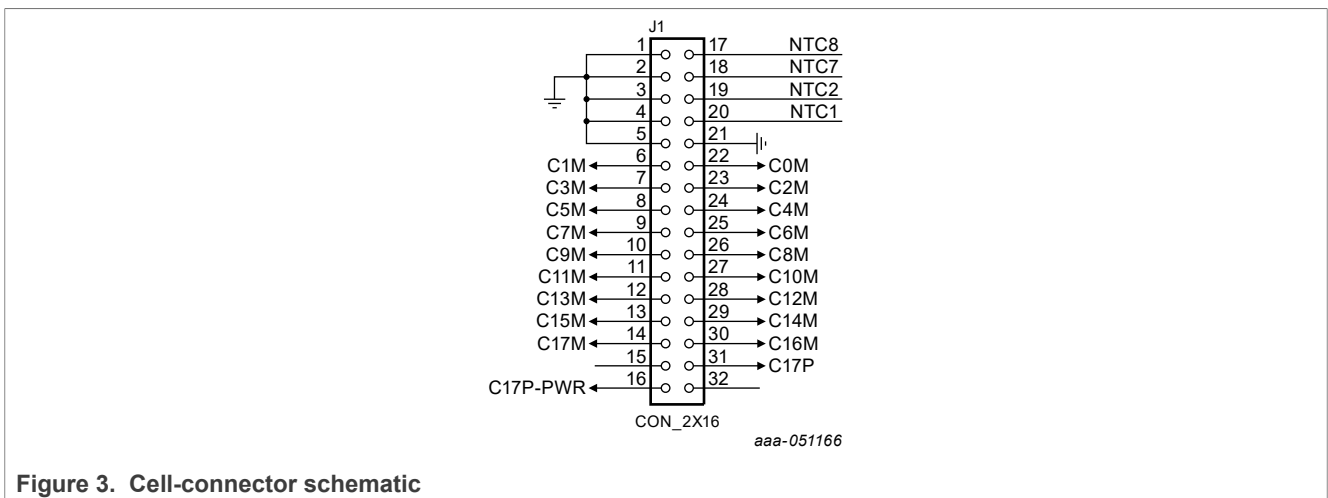 J1
1 17 NTC8
2 18 NTC7
3 19 NTC2
4 20 NTC1
5 21
C1M 6 22 C0M
C3M 7 23 C2M
C5M 8 24 C4M
C7M 9 25 C6M
C9M 10 26 C8M
C11M 11 27 C10M
C13M 12 28 C12M
C15M 13 29 C14M
C17M 14 30 C16M
15 31 C17P
C17P-PWR 16 32
CON_2X16
aaa-051166
Figure 3. Cell-connector schematic